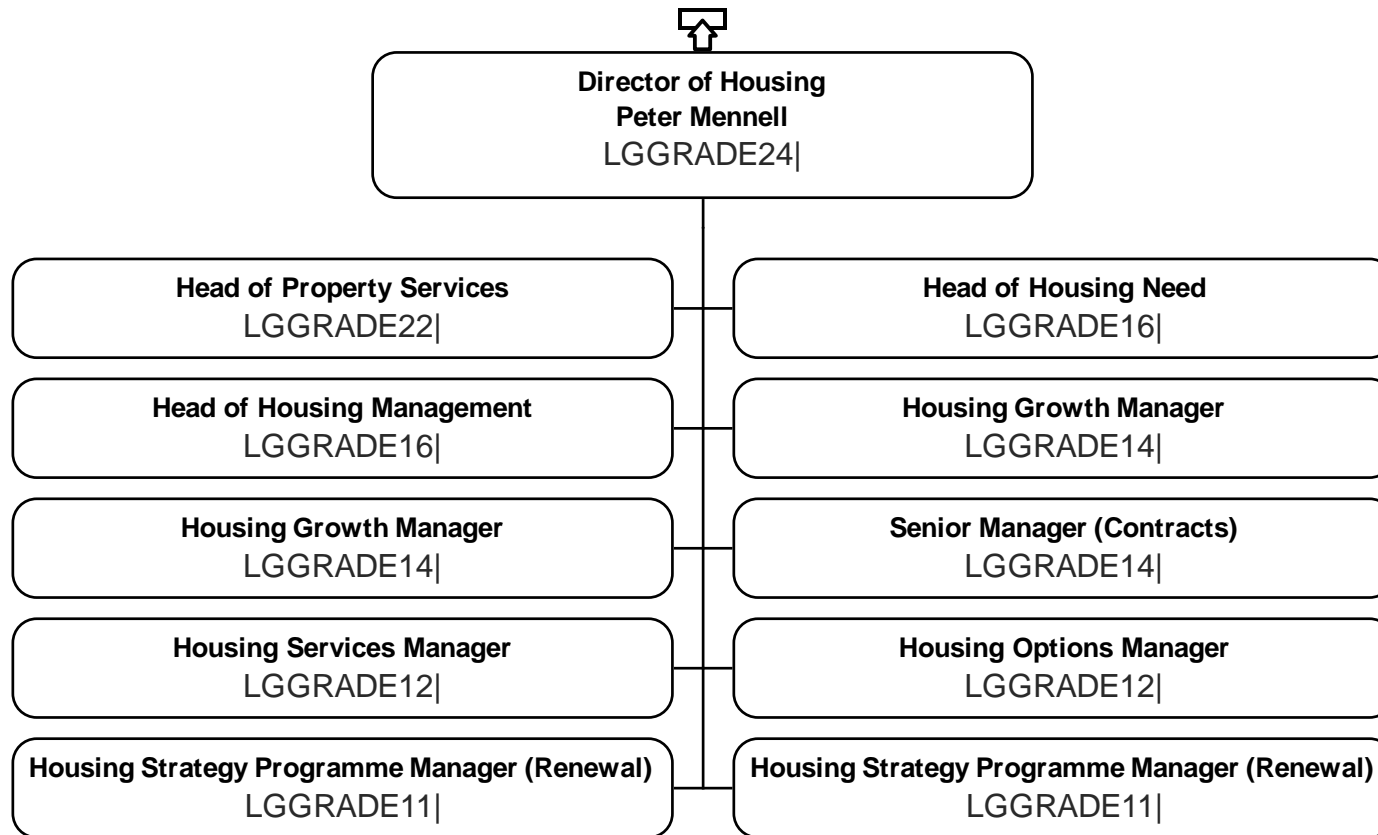 Director of Housing
Peter Mennell
LGGRADE24|
Head of Property Services
LGGRADE22|
Head of Housing Need
LGGRADE16|
Head of Housing Management
LGGRADE16|
Housing Growth Manager
LGGRADE14|
Housing Growth Manager
LGGRADE14|
Senior Manager (Contracts)
LGGRADE14|
Housing Services Manager
LGGRADE12|
Housing Options Manager
LGGRADE12|
Housing Strategy Programme Manager (Renewal)
LGGRADE11|
Housing Strategy Programme Manager (Renewal)
LGGRADE11|